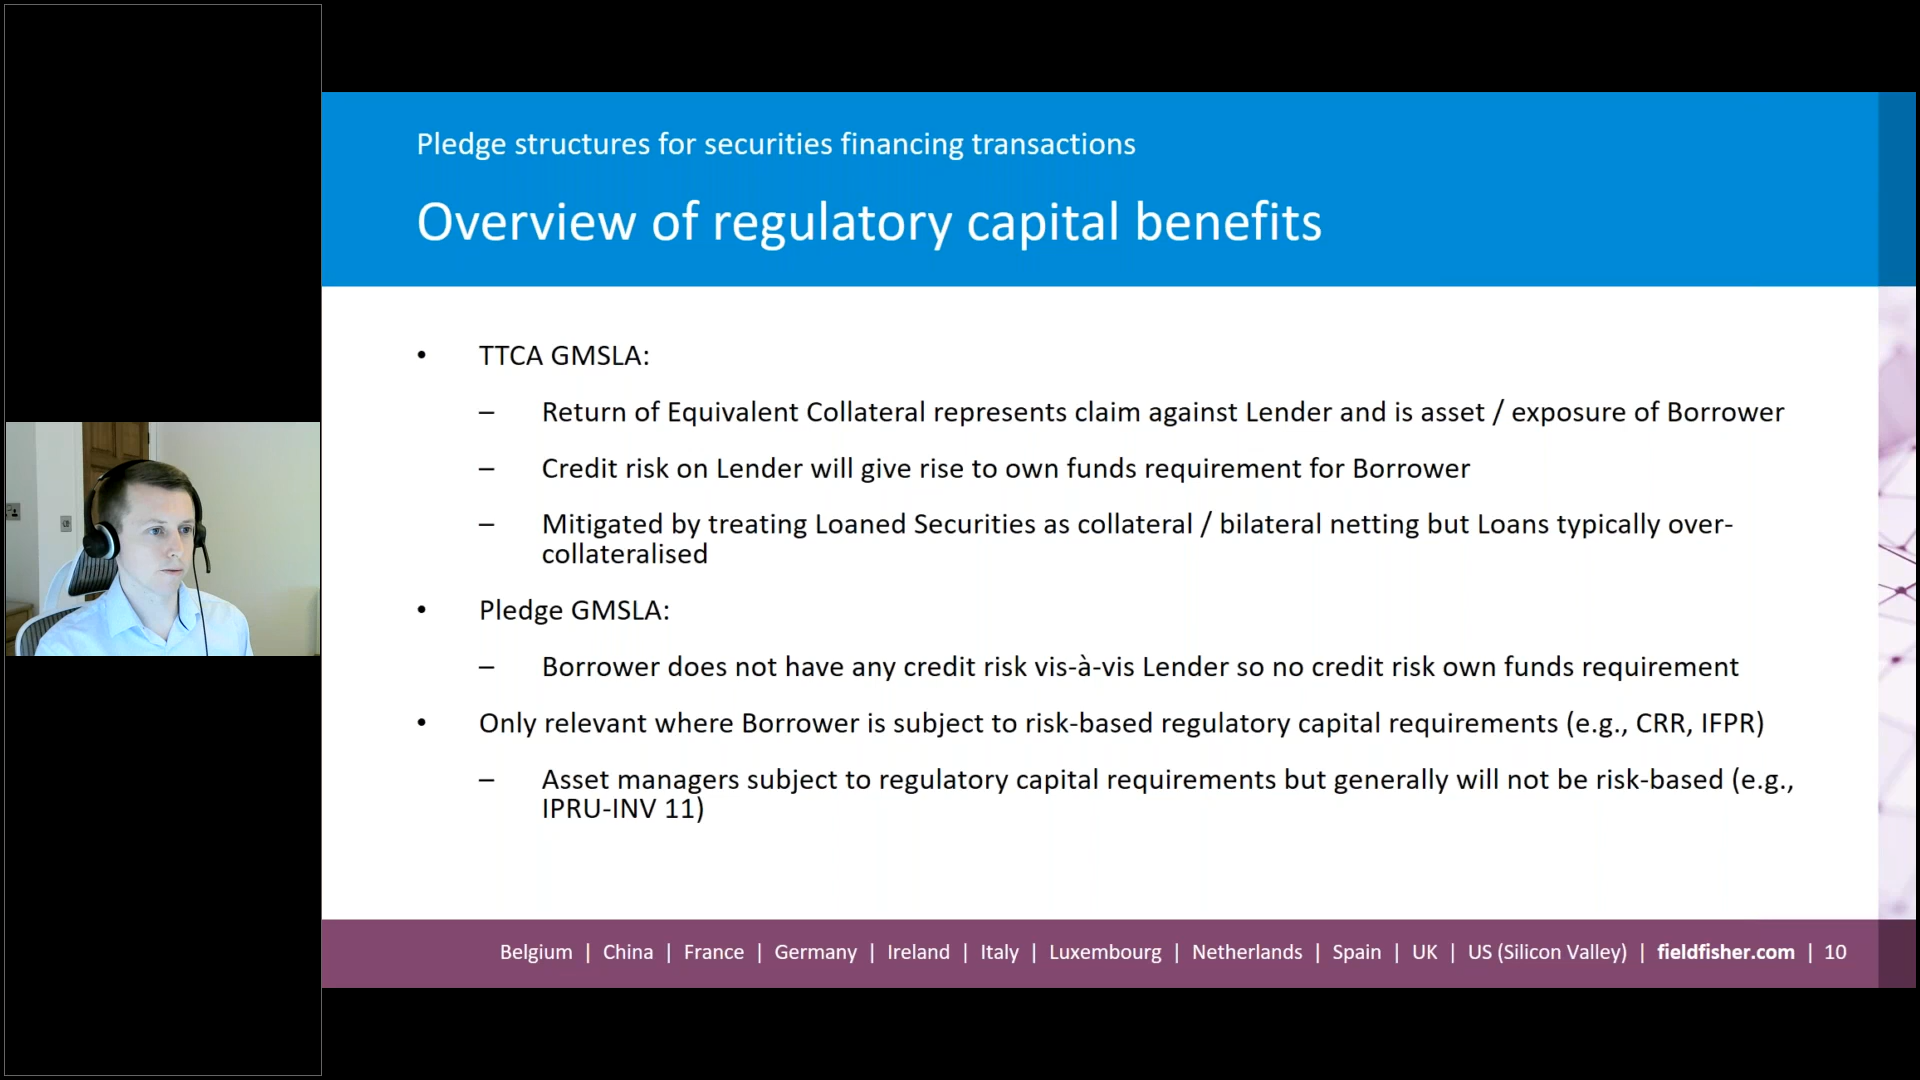 Pledge structures for securities financing transactions
Overview of regulatory capital benefits
• TTCA GMSLA:
– Return of Equivalent Collateral represents claim against Lender and is asset / exposure of Borrower
– Credit risk on Lender will give rise to own funds requirement for Borrower
– Mitigated by treating Loaned Securities as collateral / bilateral netting but Loans typically over-
collateralised
• Pledge GMSLA:
– Borrower does not have any credit risk vis-à-vis Lender so no credit risk own funds requirement
• Only relevant where Borrower is subject to risk-based regulatory capital requirements (e.g., CRR, IFPR)
– Asset managers subject to regulatory capital requirements but generally will not be risk-based (e.g.,
IPRU-INV 11)
Belgium | China | France | Germany | Ireland | Italy | Luxembourg | Netherlands | Spain | UK | US (Silicon Valley) | fieldfisher.com | 10